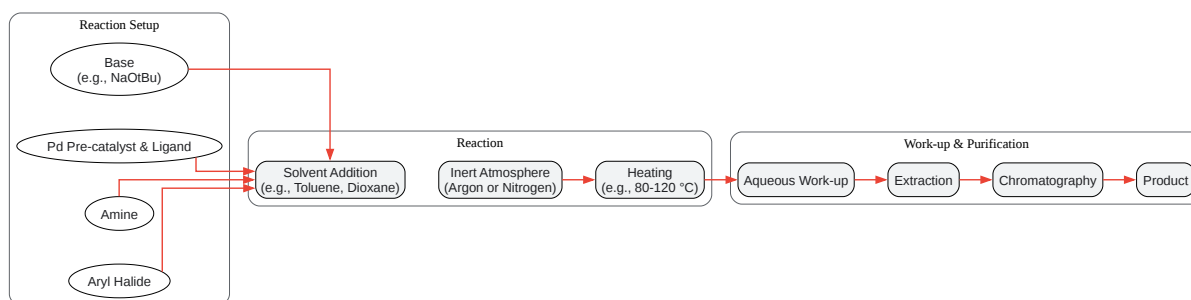 Reaction Setup
Base
(e.g., NaOtBu)
Pd Pre-catalyst & Ligand
Amine
Aryl Halide
Reaction
Solvent Addition
(e.g., Toluene, Dioxane)
Inert Atmosphere
(Argon or Nitrogen)
Heating
(e.g., 80-120 °C)
Work-up & Purification
Aqueous Work-up
Extraction
Chromatography
Product